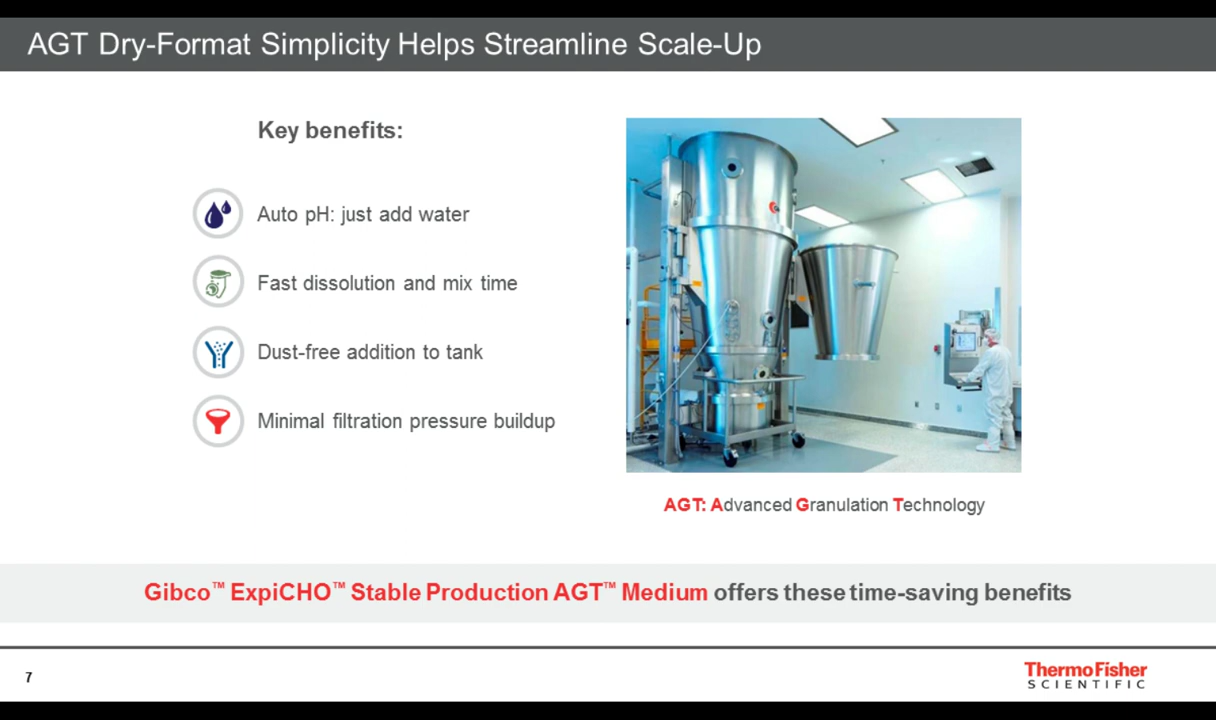 AGT Dry-Format Simplicity Helps Streamline Scale-Up
Key benefits:
Auto pH: just add water
Fast dissolution and mix time
Dust-free addition to tank
Minimal filtration pressure buildup
AGT: Advanced Granulation Technology
Gibco™ ExpiCHO™ Stable Production AGT™ Medium offers these time-saving benefits
7
ThermoFisher
SCIENTIFIC